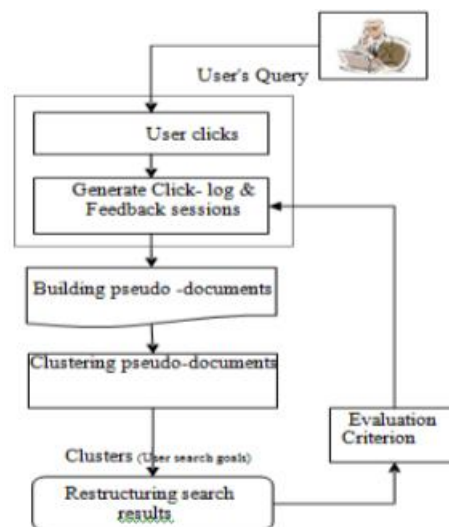 User's Query
User clicks
Generate Click- log &
Feedback sessions
Building pseudo -documents
Clustering pseudo-documents
Clusters (User search goals)
Evaluation
Criterion
Restructuring search
results